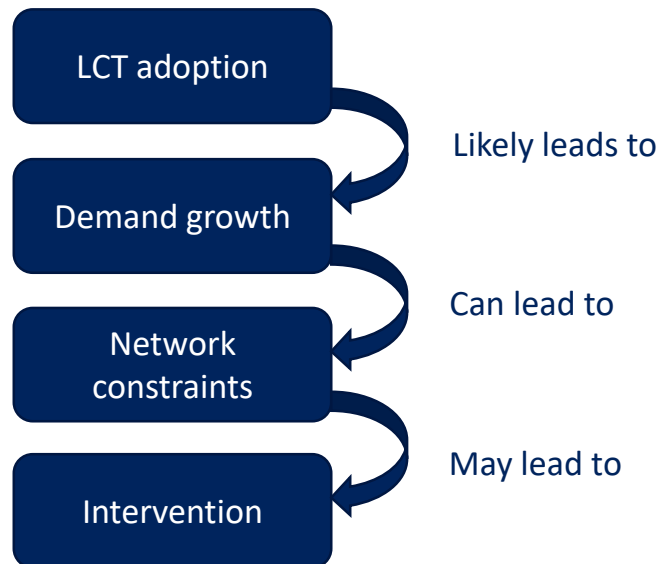 LCT adoption
Likely leads to
Demand growth
Can lead to
Network
constraints
May lead to
Intervention